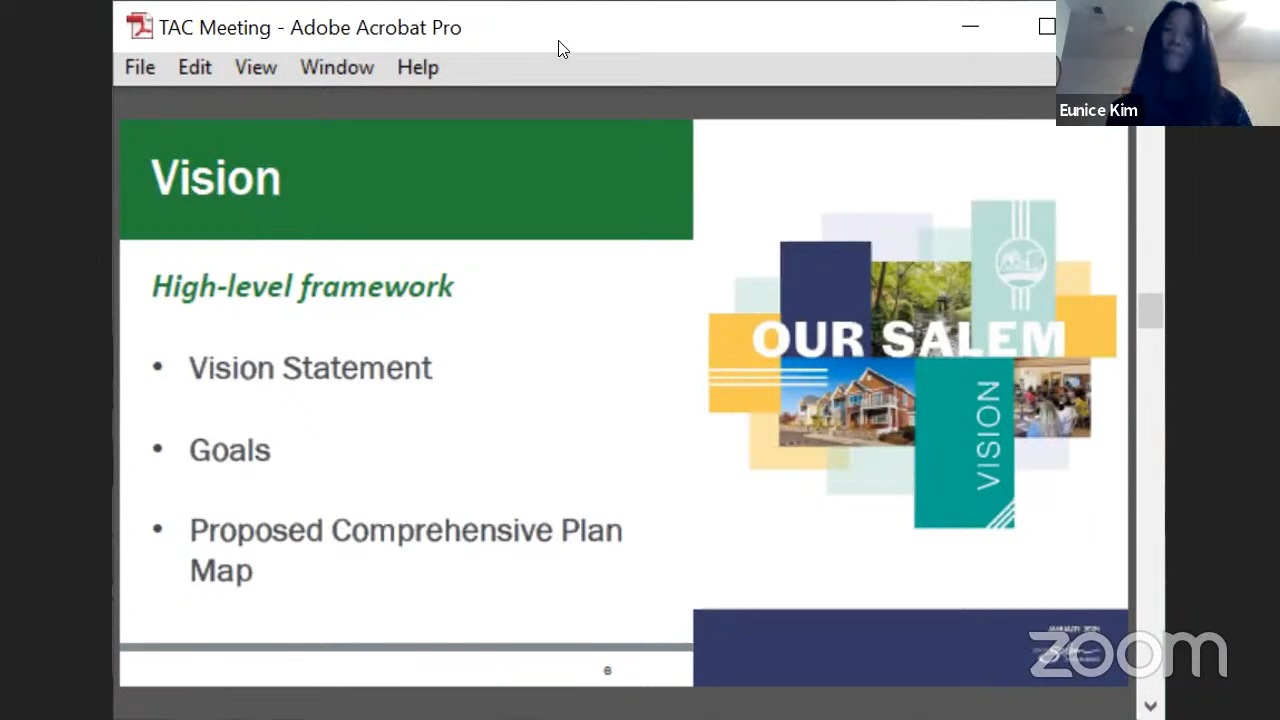 TAC Meeting - Adobe Acrobat Pro
File Edit View Window Help
Eunice Kim
Vision
High-level framework
• Vision Statement
• Goals
• Proposed Comprehensive Plan
Map
OUR SALEM
VISION
zoom